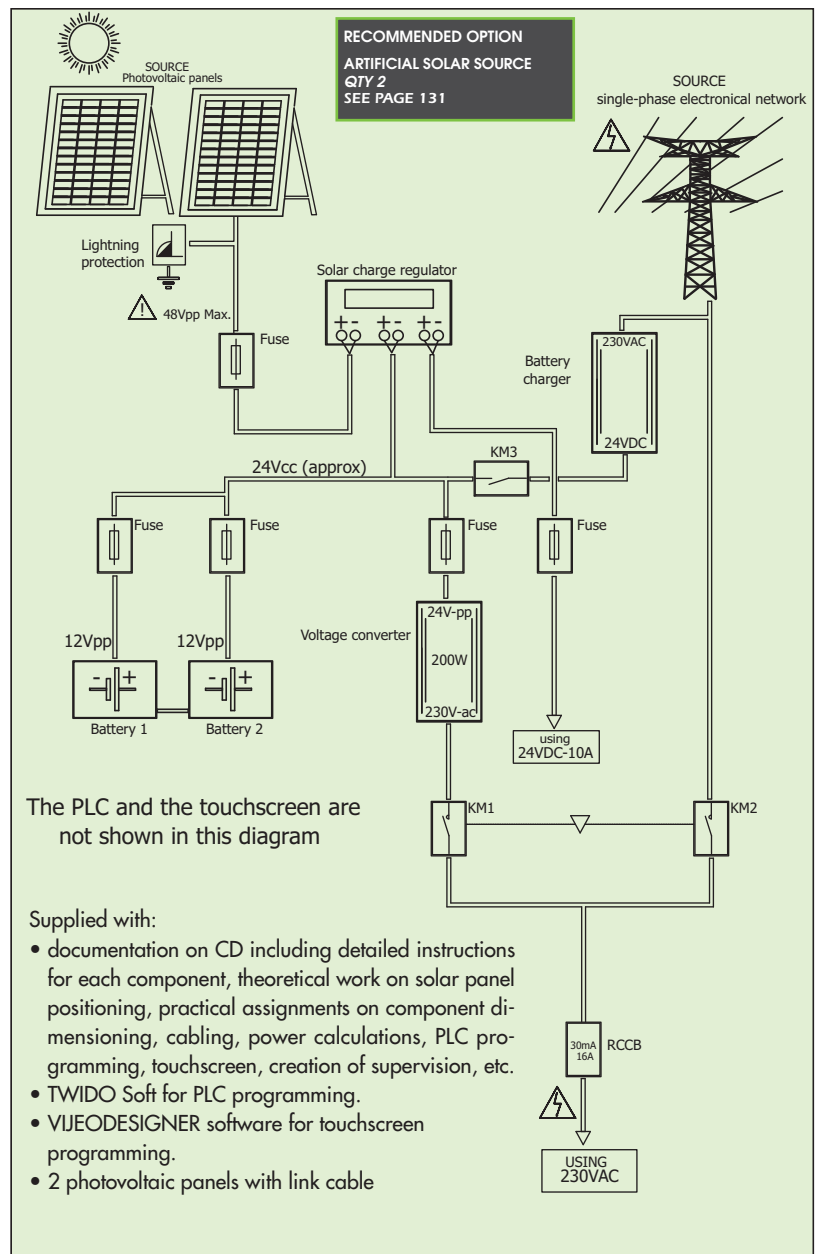 RECOMMENDED OPTION
ARTIFICIAL SOLAR SOURCE
QTY 2
SEE PAGE 131
SOURCE
Photovoltaic panels
SOURCE
single-phase electronical network
Lightning
protection
48Vpp Max.
Fuse
Solar charge regulator
+ - + - + -
230VAC
Battery
charger
24VDC
KM3
24Vcc (approx)
Fuse
Fuse
Fuse
Fuse
24V-pp
Voltage converter
200W
230V-ac
12Vpp
12Vpp
- +
- +
Battery 1
Battery 2
using
24VDC-10A
The PLC and the touchscreen are
not shown in this diagram
KM1
KM2
Supplied with:
• documentation on CD including detailed instructions
for each component, theoretical work on solar panel
positioning, practical assignments on component di-
mensioning, cabling, power calculations, PLC pro-
gramming, touchscreen, creation of supervision, etc.
• TWIDO Soft for PLC programming.
• VIJEODESIGNER software for touchscreen
programming.
• 2 photovoltaic panels with link cable
30mA
16A
RCCB
USING
230VAC